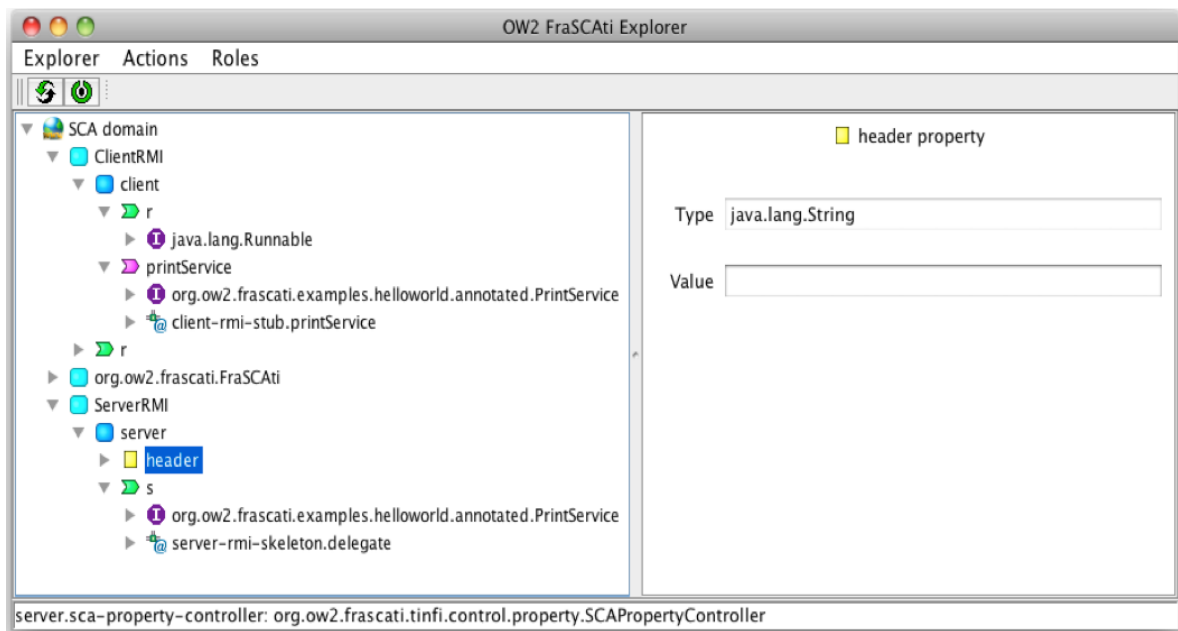 OW2 FraSCAti Explorer
Explorer Actions Roles
SCA domain
ClientRMI
client
r
java.lang.Runnable
printService
org.ow2.frascati.examples.helloworld.annotated.PrintService
client-rmi-stub.printService
r
org.ow2.frascati.FraSCAti
ServerRMI
server
header
s
org.ow2.frascati.examples.helloworld.annotated.PrintService
server-rmi-skeleton.delegate
header property
Type java.lang.String
Value
server.sca-property-controller: org.ow2.frascati.tinfi.control.property.SCAPropertyController